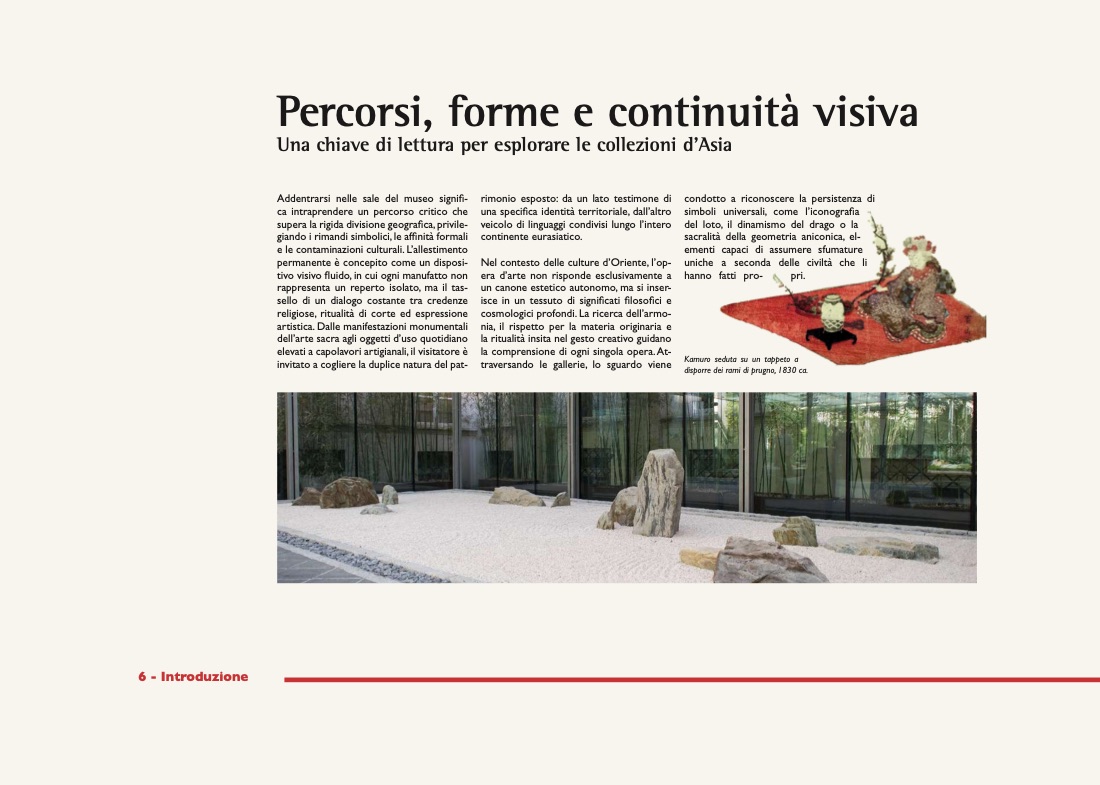 Percorsi, forme e continuità visiva
Una chiave di lettura per esplorare le collezioni d’Asia
Addentrarsi nelle sale del museo signifi-
ca intraprendere un percorso critico che
supera la rigida divisione geografica, privile-
giando i rimandi simbolici, le affinità formali
e le contaminazioni culturali. L’allestimento
permanente è concepito come un disposi-
tivo visivo fluido, in cui ogni manufatto non
rappresenta un reperto isolato, ma il tas-
sello di un dialogo costante tra credenze
religiose, ritualità di corte ed espressione
artistica. Dalle manifestazioni monumentali
dell’arte sacra agli oggetti d’uso quotidiano
elevati a capolavori artigianali, il visitatore è
invitato a cogliere la duplice natura del pat-
rimonio esposto: da un lato testimone di
una specifica identità territoriale, dall’altro
veicolo di linguaggi condivisi lungo l’intero
continente eurasiatico.
Nel contesto delle culture d’Oriente, l’op-
era d’arte non risponde esclusivamente a
un canone estetico autonomo, ma si inser-
isce in un tessuto di significati filosofici e
cosmologici profondi. La ricerca dell’armo-
nia, il rispetto per la materia originaria e
la ritualità insita nel gesto creativo guidano
la comprensione di ogni singola opera. At-
traversando le gallerie, lo sguardo viene
condotto a riconoscere la persistenza di
simboli universali, come l’iconografia
del loto, il dinamismo del drago o la
sacralità della geometria aniconica, el-
ementi capaci di assumere sfumature
uniche a seconda delle civiltà che li
hanno fatti pro- pri.
Kamuro seduta su un tappeto a
disporre dei rami di prugno, 1830 ca.
6 - Introduzione